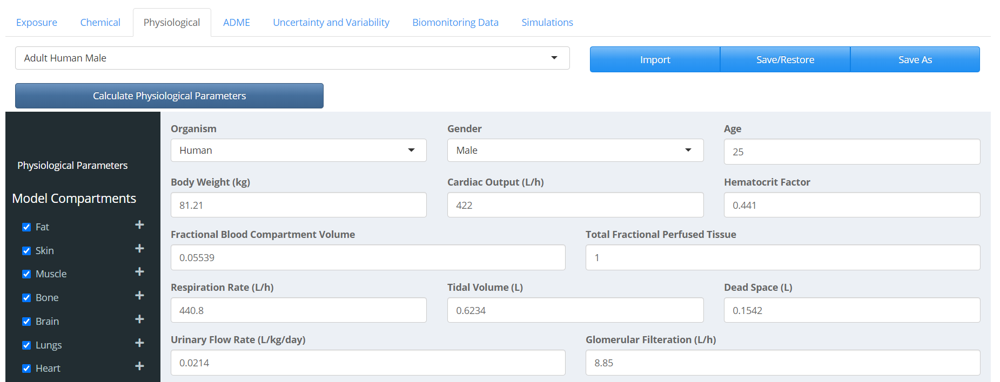 Exposure Chemical Physiological ADME Uncertainty and Variability Biomonitoring Data Simulations
Adult Human Male
Import Save/Restore Save As
Calculate Physiological Parameters
Physiological Parameters
Model Compartments
Fat
Skin
Muscle
Bone
Brain
Lungs
Heart
Organism Gender Age
Human Male 25
Body Weight (kg) Cardiac Output (L/h) Hematocrit Factor
81.21 422 0.441
Fractional Blood Compartment Volume Total Fractional Perfused Tissue
0.05539 1
Respiration Rate (L/h) Tidal Volume (L) Dead Space (L)
440.8 0.6234 0.1542
Urinary Flow Rate (L/kg/day) Glomerular Filteration (L/h)
0.0214 8.85